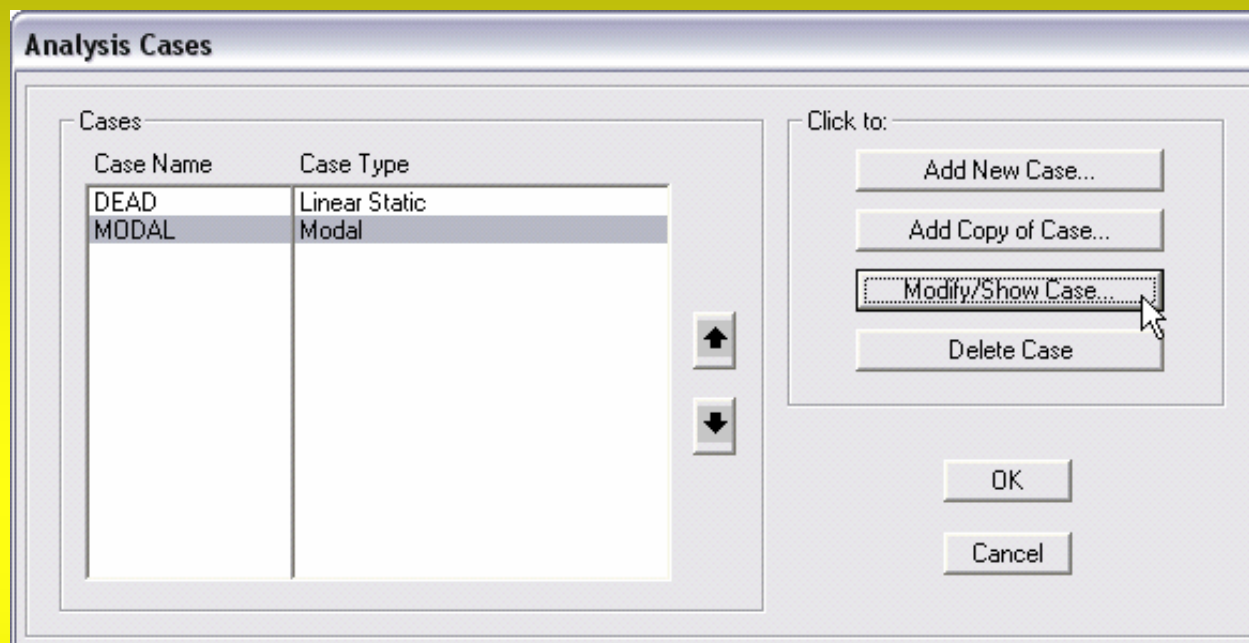 Analysis Cases
Cases
Case Name Case Type
DEAD Linear Static
MODAL Modal
Click to:
Add New Case...
Add Copy of Case...
Modify/Show Case...
Delete Case
OK
Cancel